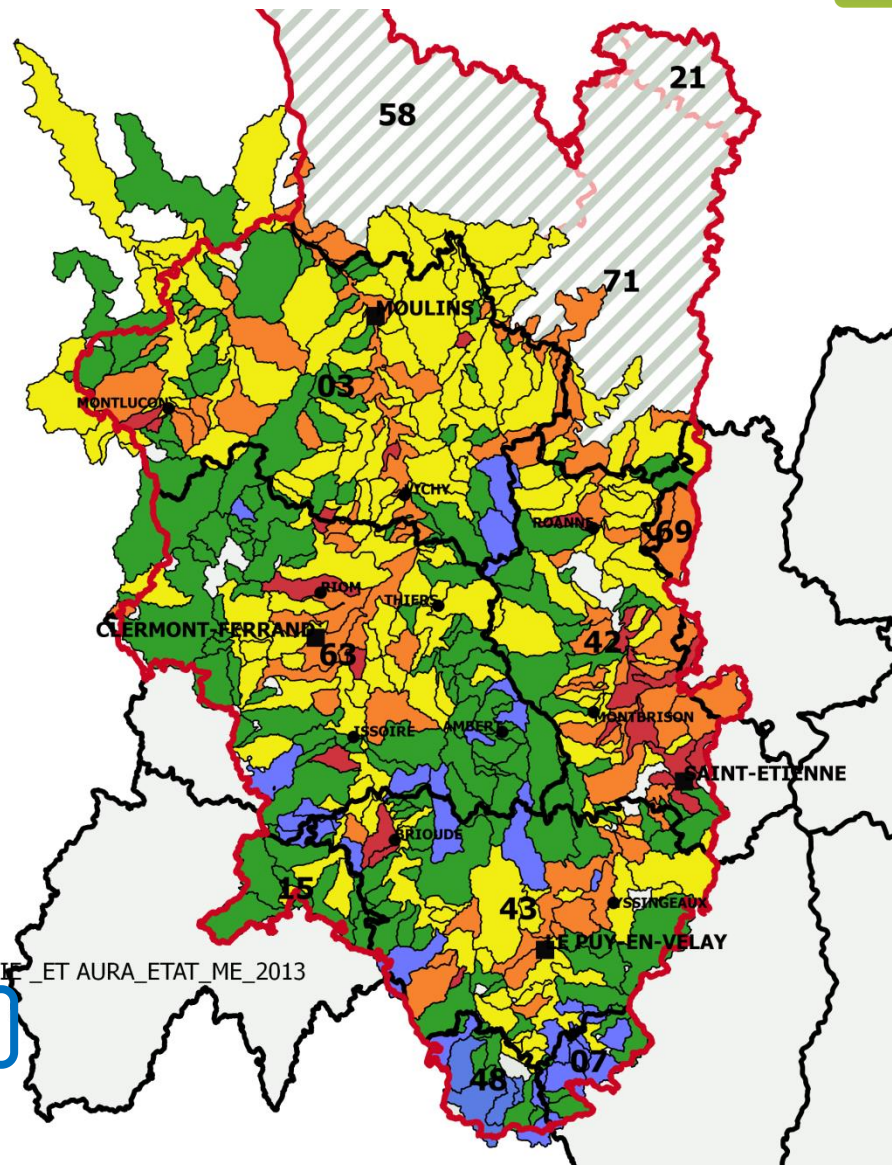 21
58
71
MOULINS
03
MONTLUCON
VICHY
ROANNE
69
RIOM
THIERS
CLERMONT-FERRAND
63
42
MONTBRISON
ISSOIRE
AMBERT
SAINT-ETIENNE
BRIOUDE
15
43
YSSINGEAUX
LE PUY-EN-VELAY
_ET AURA_ETAT_ME_2013
07
48